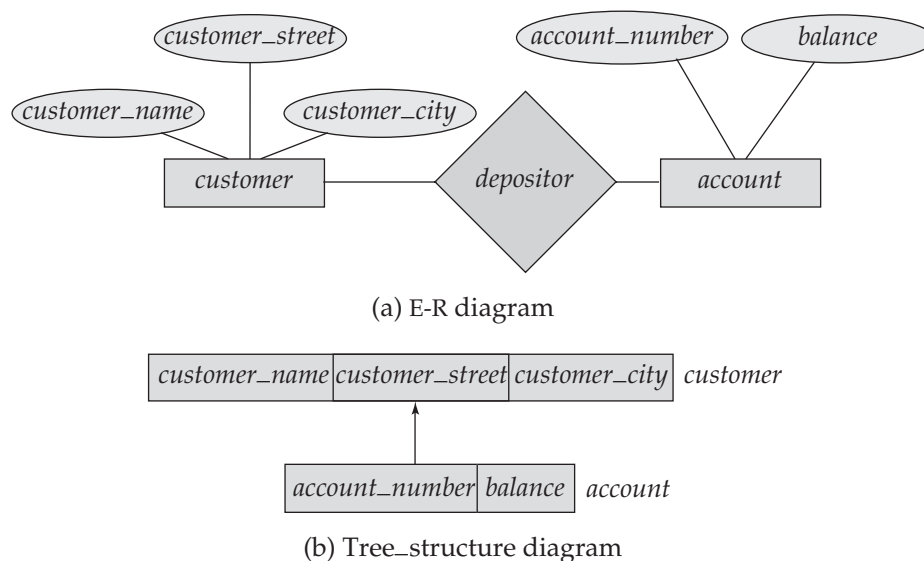 customer_street
account_number balance
customer_name customer_city
customer depositor account
(a) E-R diagram
customer_name customer_street customer_city customer
account_number balance account
(b) Tree_structure diagram